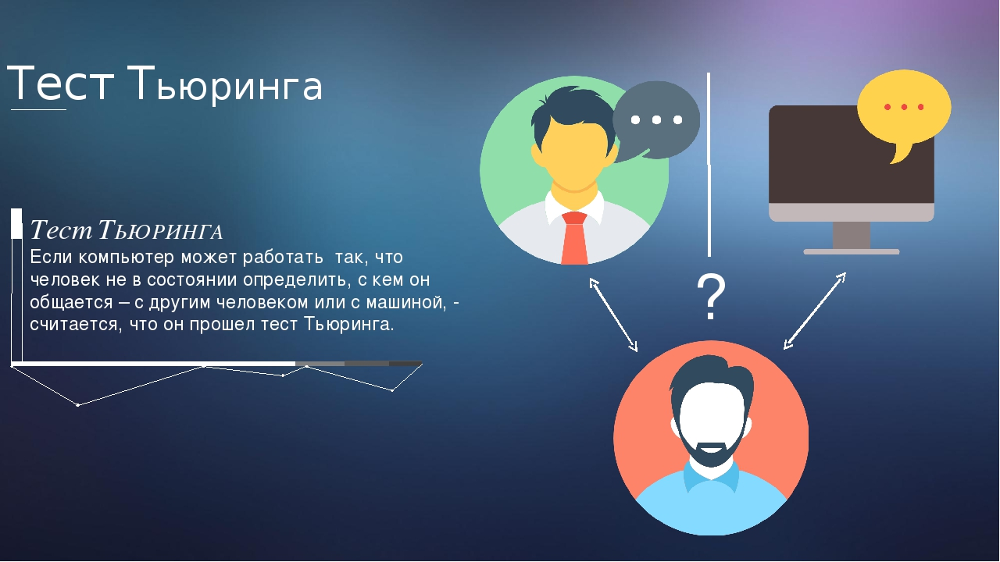 Тест Тьюринга
Тест Тьюринга
Если компьютер может работать так, что
человек не в состоянии определить, с кем он
общается – с другим человеком или с машиной, -
считается, что он прошел тест Тьюринга.
?